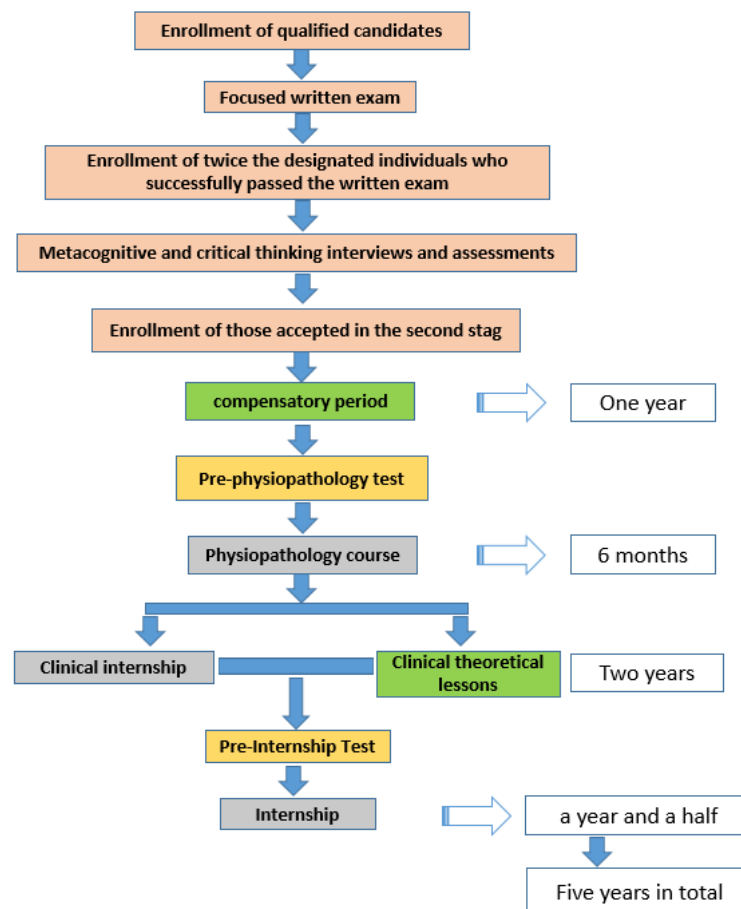 Enrollment of qualified candidates
Focused written exam
Enrollment of twice the designated individuals who
successfully passed the written exam
Metacognitive and critical thinking interviews and assessments
Enrollment of those accepted in the second stag
compensatory period
One year
Pre-physiopathology test
Physiopathology course
6 months
Clinical internship
Clinical theoretical
lessons
Two years
Pre-Internship Test
Internship
a year and a half
Five years in total